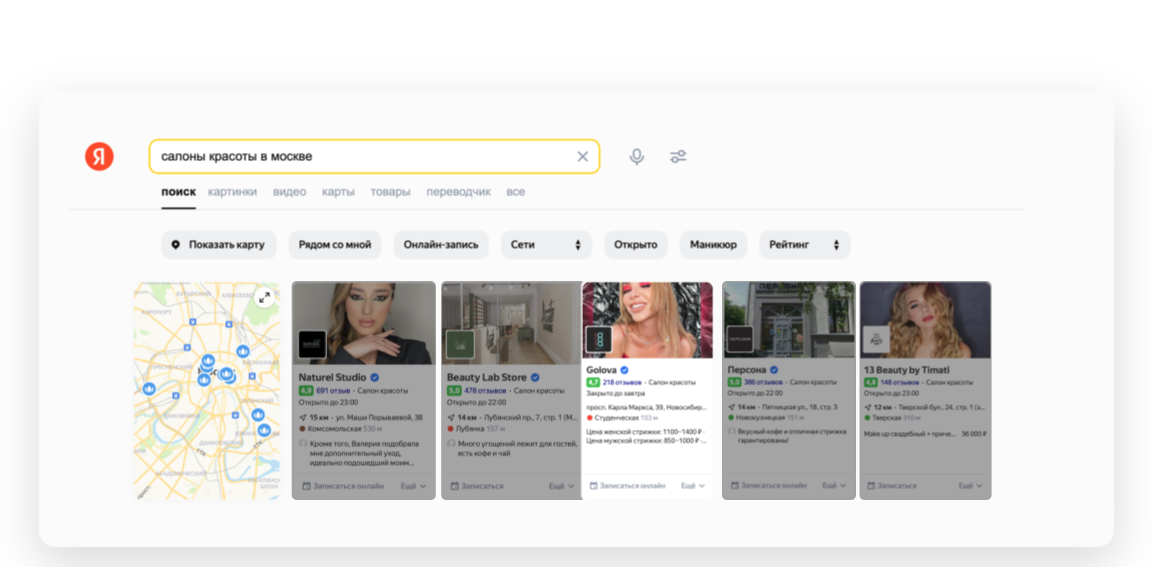 Я
салоны красоты в москве
поиск картинки видео карты товары переводчик все
Показать карту Рядом со мной Онлайн-запись Сети Открыто Маникюр Рейтинг
АЭРОПОРТ
ТТК
Naturel Studio
4,9 691 отзыв • Салон красоты
Открыто до 23:00
15 км • ул. Маши Порываевой, 38
Комсомольская 530 м
Кроме того, Валерия подобрала
мне дополнительный уход,
идеально подошедший моим...
Записаться онлайн Ещё
Beauty Lab Store
5,0 478 отзывов • Салон красоты
Открыто до 22:00
14 км • Лубянский пр., 7, стр. 1 (М...
Лубянка 157 м
Много угощений лежит для гостей,
есть кофе и чай
Записаться Ещё
Golova
4,7 218 отзывов • Салон красоты
Закрыто до завтра
просп. Карла Маркса, 39, Новосибир...
Студенческая 103 м
Цена женской стрижки: 1100–1400 ₽ •
Цена мужской стрижки: 850–1000 ₽ •...
Записаться онлайн Ещё
ПЕРСОНА
Персона
5,0 386 отзывов • Салон красоты
Открыто до 22:00
14 км • Пятницкая ул., 18, стр. 3
Новокузнецкая 151 м
Вкусный кофе и отличная стрижка
гарантированы!
Записаться онлайн Ещё
13 Beauty by Timati
4,8 148 отзывов • Салон красоты
Открыто до 23:00
12 км • Тверской бул., 24, стр. 1 (э...
Тверская 310 м
Make up свадебный + приче... 36 000 ₽
Записаться Ещё